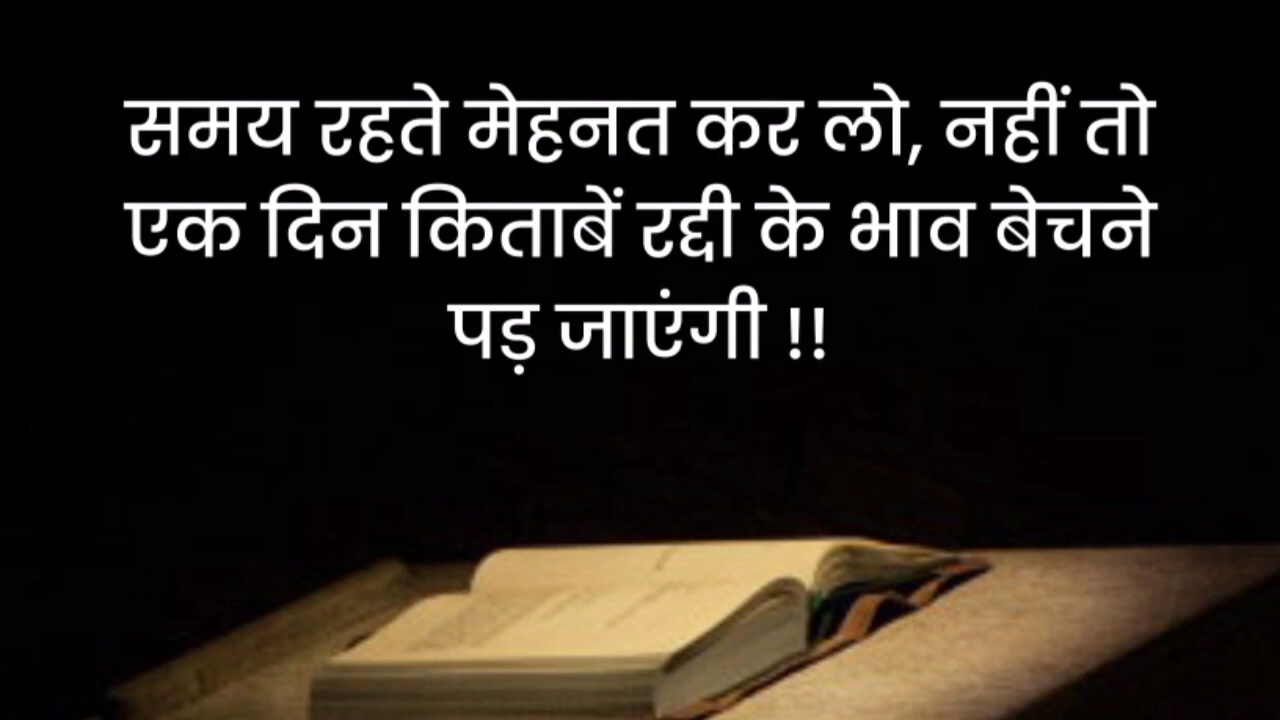 समय रहते मेहनत कर लो, नहीं तो
एक दिन किताबें रद्दी के भाव बेचने
पड़ जाएंगी !!